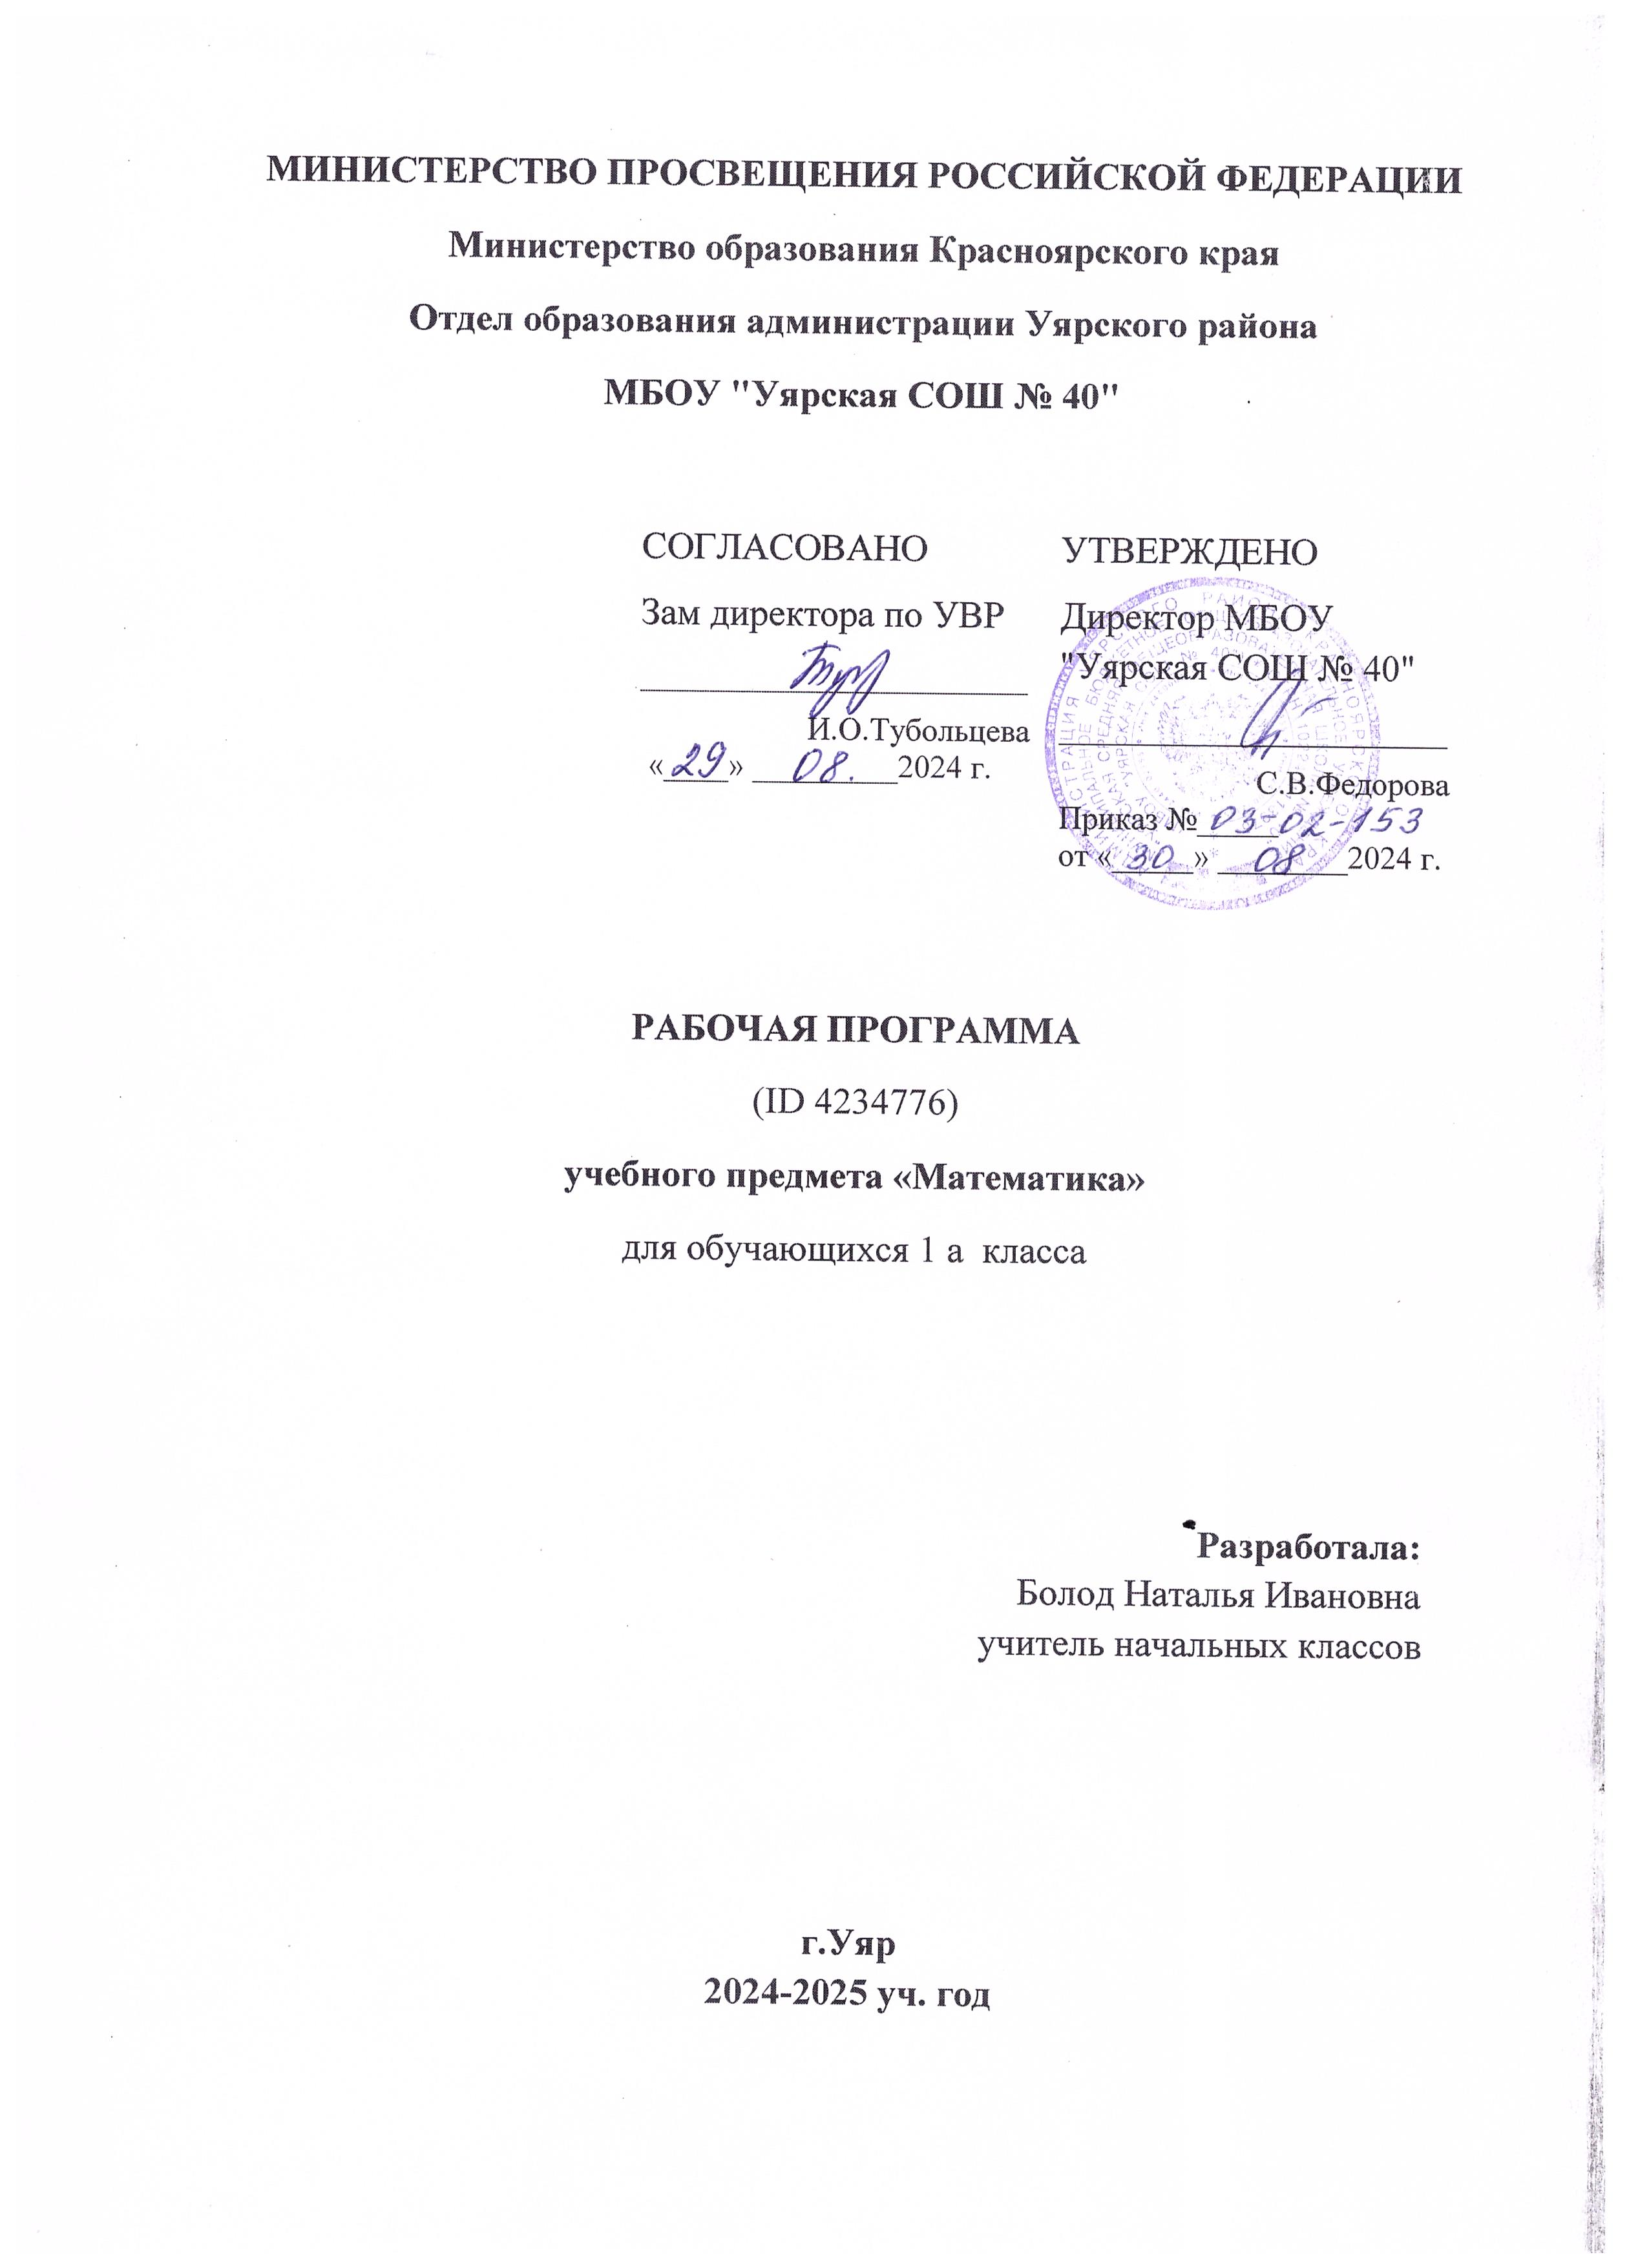 МИНИСТЕРСТВО ПРОСВЕЩЕНИЯ РОССИЙСКОЙ ФЕДЕРАЦИИ
Министерство образования Красноярского края
Отдел образования администрации Уярского района
МБОУ "Уярская СОШ № 40"
СОГЛАСОВАНО
Зам директора по УВР
И.О.Тубольцева
«29» 08. 2024 г.
УТВЕРЖДЕНО
Директор МБОУ
"Уярская СОШ № 40"
С.В.Федорова
Приказ № 03-02-153
от «30» 08 2024 г.
РАБОЧАЯ ПРОГРАММА
(ID 4234776)
учебного предмета «Математика»
для обучающихся 1 а класса
Разработала:
Болод Наталья Ивановна
учитель начальных классов
г.Уяр
2024-2025 уч. год